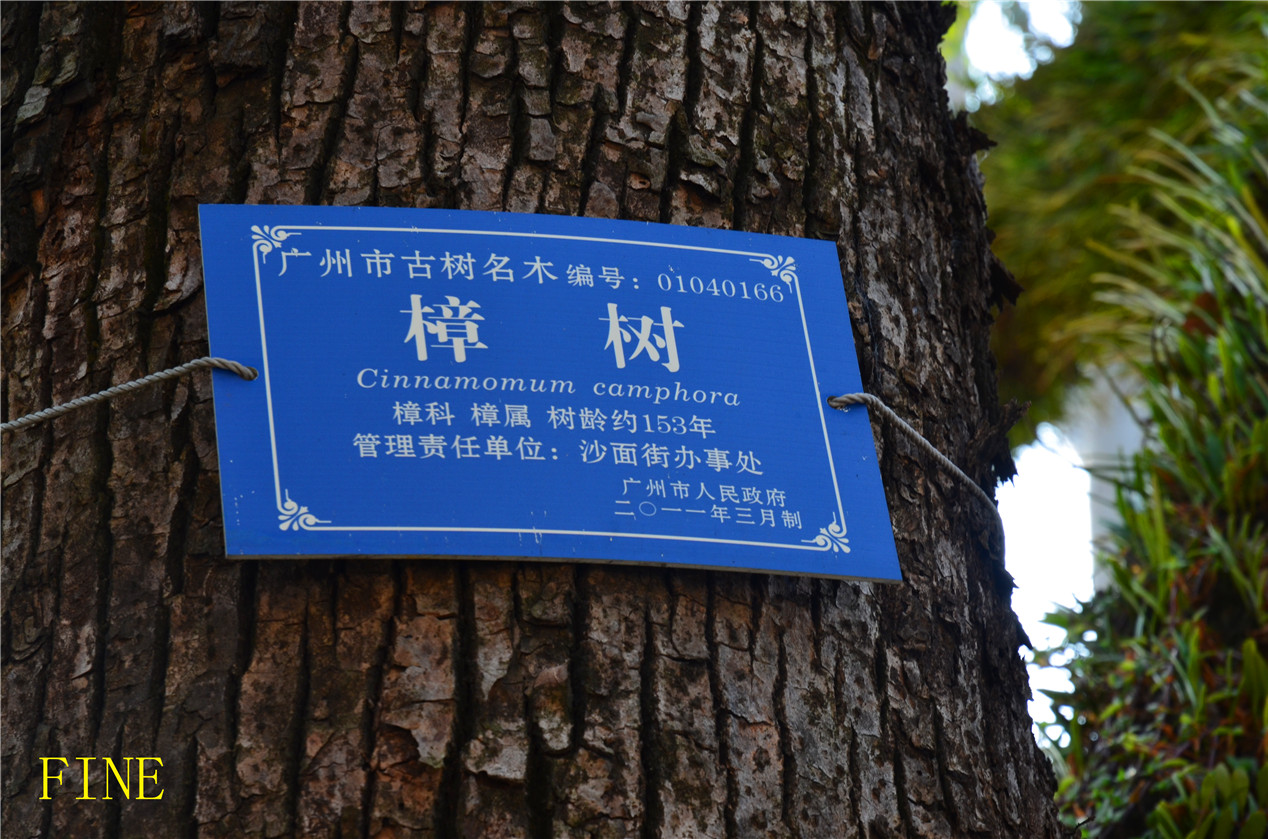 广州市古树名木 编号：01040166
樟 树
Cinnamomum camphora
樟科 樟属 树龄约153年
管理责任单位：沙面街办事处
广州市人民政府
二〇一一年三月制
FINE